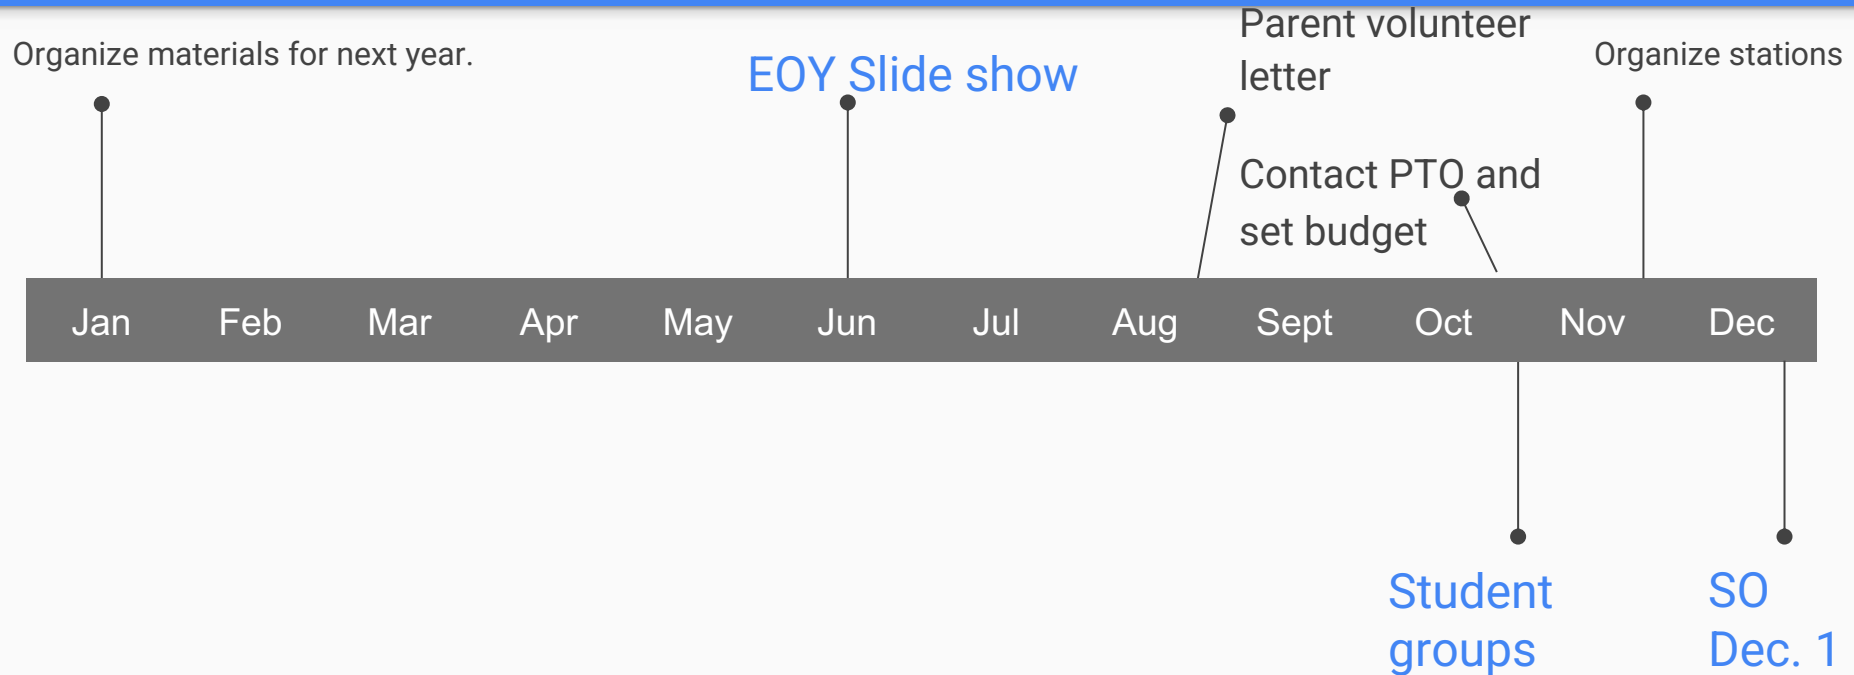 Organize materials for next year.
EOY Slide show
Parent volunteer
letter
Organize stations
Contact PTO and
set budget
Jan Feb Mar Apr May Jun Jul Aug Sept Oct Nov Dec
Student
groups
SO
Dec. 1